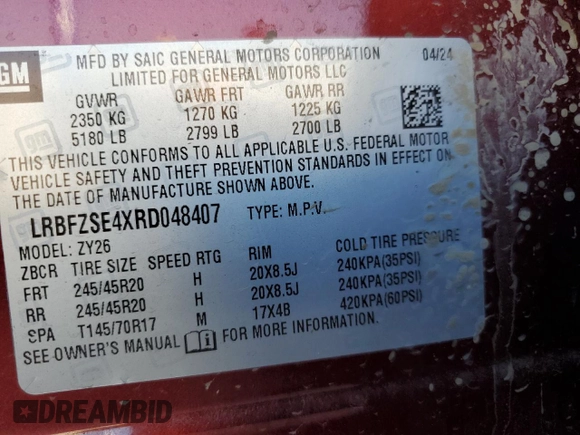 GM
MFD BY SAIC GENERAL MOTORS CORPORATION 04/24
LIMITED FOR GENERAL MOTORS LLC
GVWR GAWR FRT GAWR RR
2350 KG 1270 KG 1225 KG
5180 LB 2799 LB 2700 LB
THIS VEHICLE CONFORMS TO ALL APPLICABLE U.S. FEDERAL MOTOR
VEHICLE SAFETY AND THEFT PREVENTION STANDARDS IN EFFECT ON
THE DATE OF MANUFACTURE SHOWN ABOVE.
LRBFZSE4XRD048407 TYPE: M.P.V.
MODEL: ZY26
ZBCR TIRE SIZE SPEED RTG RIM COLD TIRE PRESSURE
FRT 245/45R20 H 20X8.5J 240KPA(35PSI)
RR 245/45R20 H 20X8.5J 240KPA(35PSI)
SPA T145/70R17 M 17X4B 420KPA(60PSI)
SEE OWNER'S MANUAL FOR MORE INFORMATION.
DREAMBID